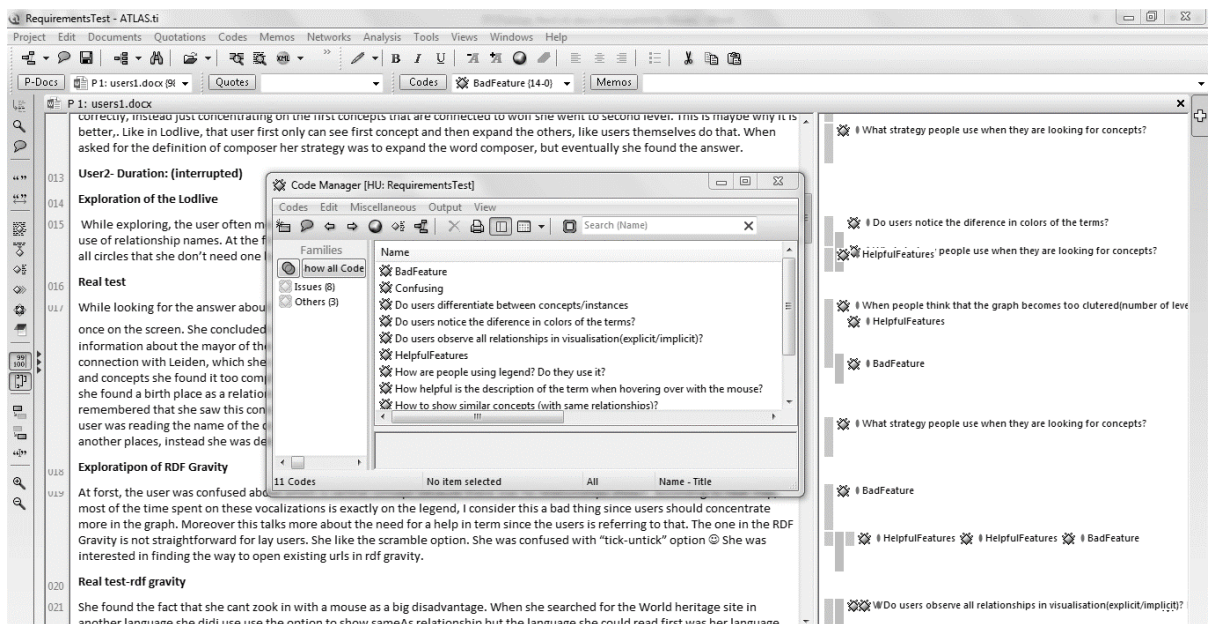 RequirementsTest - ATLAS.ti
Project Edit Documents Quotations Codes Memos Networks Analysis Tools Views Windows Help
B I U
P-Docs P 1: users1.docx {9 Quotes Codes BadFeature {14-0} Memos
P 1: users1.docx
correctly, instead just concentrating on the first concepts that are connected to wolf she went to second level. This is maybe why it is
better,. Like in Lodlive, that user first only can see first concept and then expand the others, like users themselves do that. When
asked for the definition of composer her strategy was to expand the word composer, but eventually she found the answer.
013 User2- Duration: (interrupted)
014 Exploration of the Lodlive
015 While exploring, the user often m
use of relationship names. At the f
all circles that she don't need one
016 Real test
017 While looking for the answer abou
once on the screen. She concluded
information about the mayor of the
connection with Leiden, which she
and concepts she found it too com
she found a birth place as a relation
remembered that she saw this con
user was reading the name of the
another places, instead she was de
018 Exploratipon of RDF Gravity
019 At forst, the user was confused abo
most of the time spent on these vocalizations is exactly on the legend, I consider this a bad thing since users should concentrate
more in the graph. Moreover this talks more about the need for a help in term since the users is referring to that. The one in the RDF
Gravity is not straightforward for lay users. She like the scramble option. She was confused with "tick-untick" option ☺ She was
interested in finding the way to open existing urls in rdf gravity.
020 Real test-rdf gravity
021 She found the fact that she cant zook in with a mouse as a big disadvantage. When she searched for the World heritage site in
another language she didi use use the option to show sameAs relationship but the language she could read first was her language
Code Manager [HU: RequirementsTest]
Codes Edit Miscellaneous Output View
Search (Name)
Families
how all Code
Issues (8)
Others (3)
Name
BadFeature
Confusing
Do users differentiate between concepts/instances
Do users notice the diference in colors of the terms?
Do users observe all relationships in visualisation(explicit/implicit)?
HelpfulFeatures
How are people using legend? Do they use it?
How helpful is the description of the term when hovering over with the mouse?
How to show similar concepts (with same relationships)?
11 Codes No item selected All Name - Title
What strategy people use when they are looking for concepts?
Do users notice the diference in colors of the terms?
HelpfulFeatures people use when they are looking for concepts?
When people think that the graph becomes too clutered(number of leve
HelpfulFeatures
BadFeature
What strategy people use when they are looking for concepts?
BadFeature
HelpfulFeatures HelpfulFeatures BadFeature
Do users observe all relationships in visualisation(explicit/implicit)?